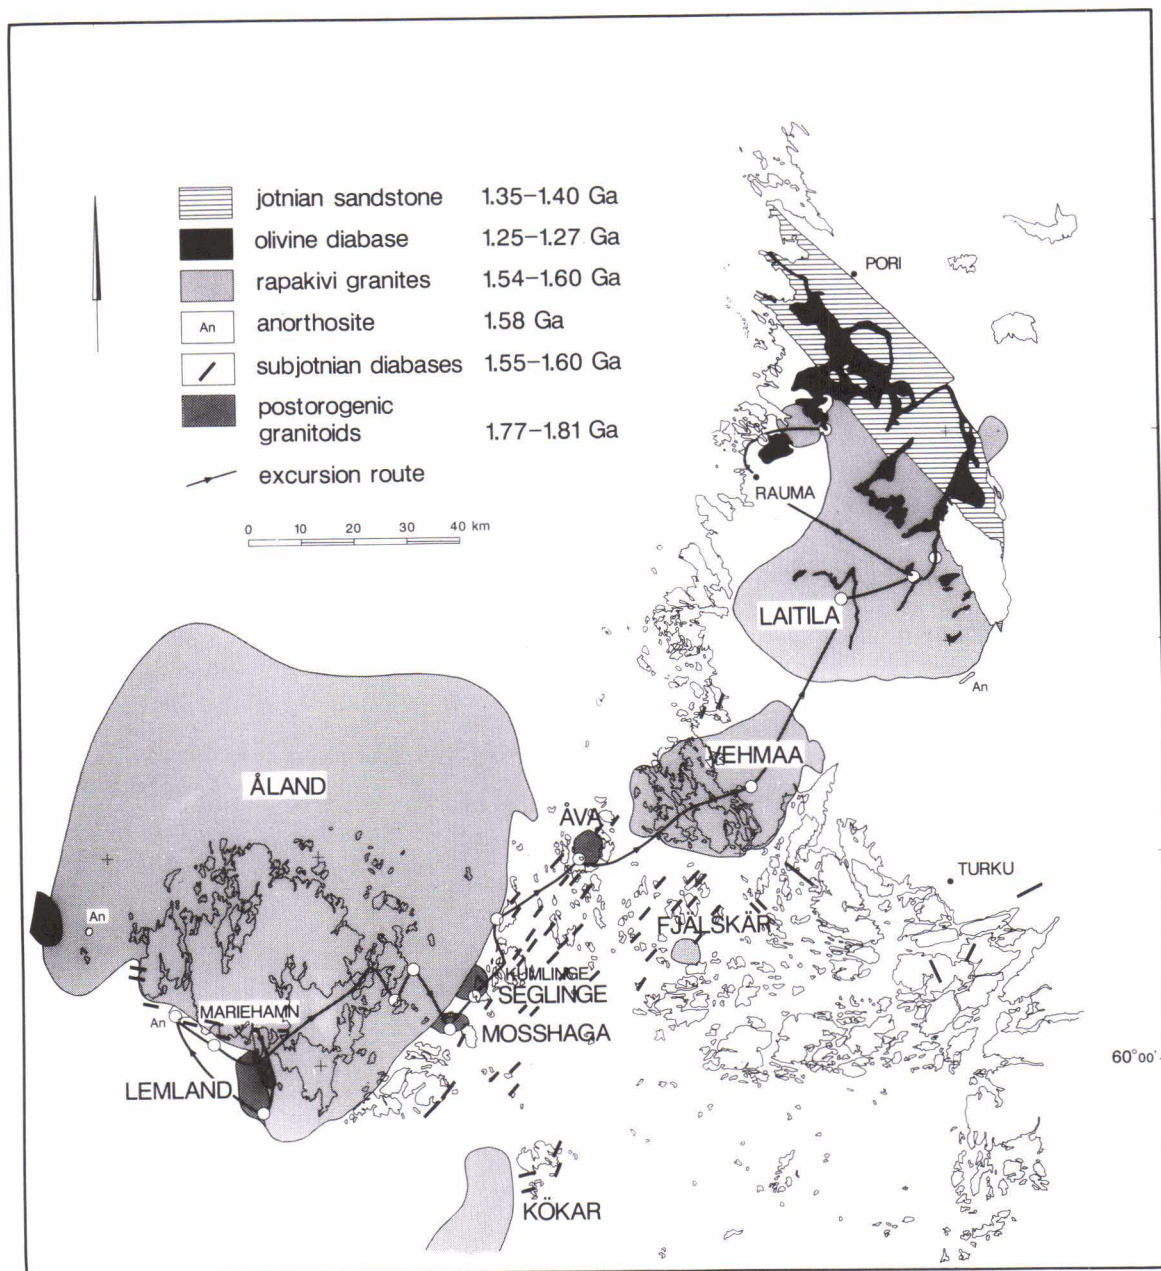 jotnian sandstone 1.35–1.40 Ga
olivine diabase 1.25–1.27 Ga
rapakivi granites 1.54–1.60 Ga
An anorthosite 1.58 Ga
subjotnian diabases 1.55–1.60 Ga
postorogenic
granitoids 1.77–1.81 Ga
excursion route
0 10 20 30 40 km
PORI
RAUMA
LAITILA
An
VEHMAA
ÅLAND
ÅVA
TURKU
An
FJÄLSKÄR
KUMLINGE
SEGLINGE
MARIEHAMN
An
MOSSHAGA
60°00'
LEMLAND
KÖKAR